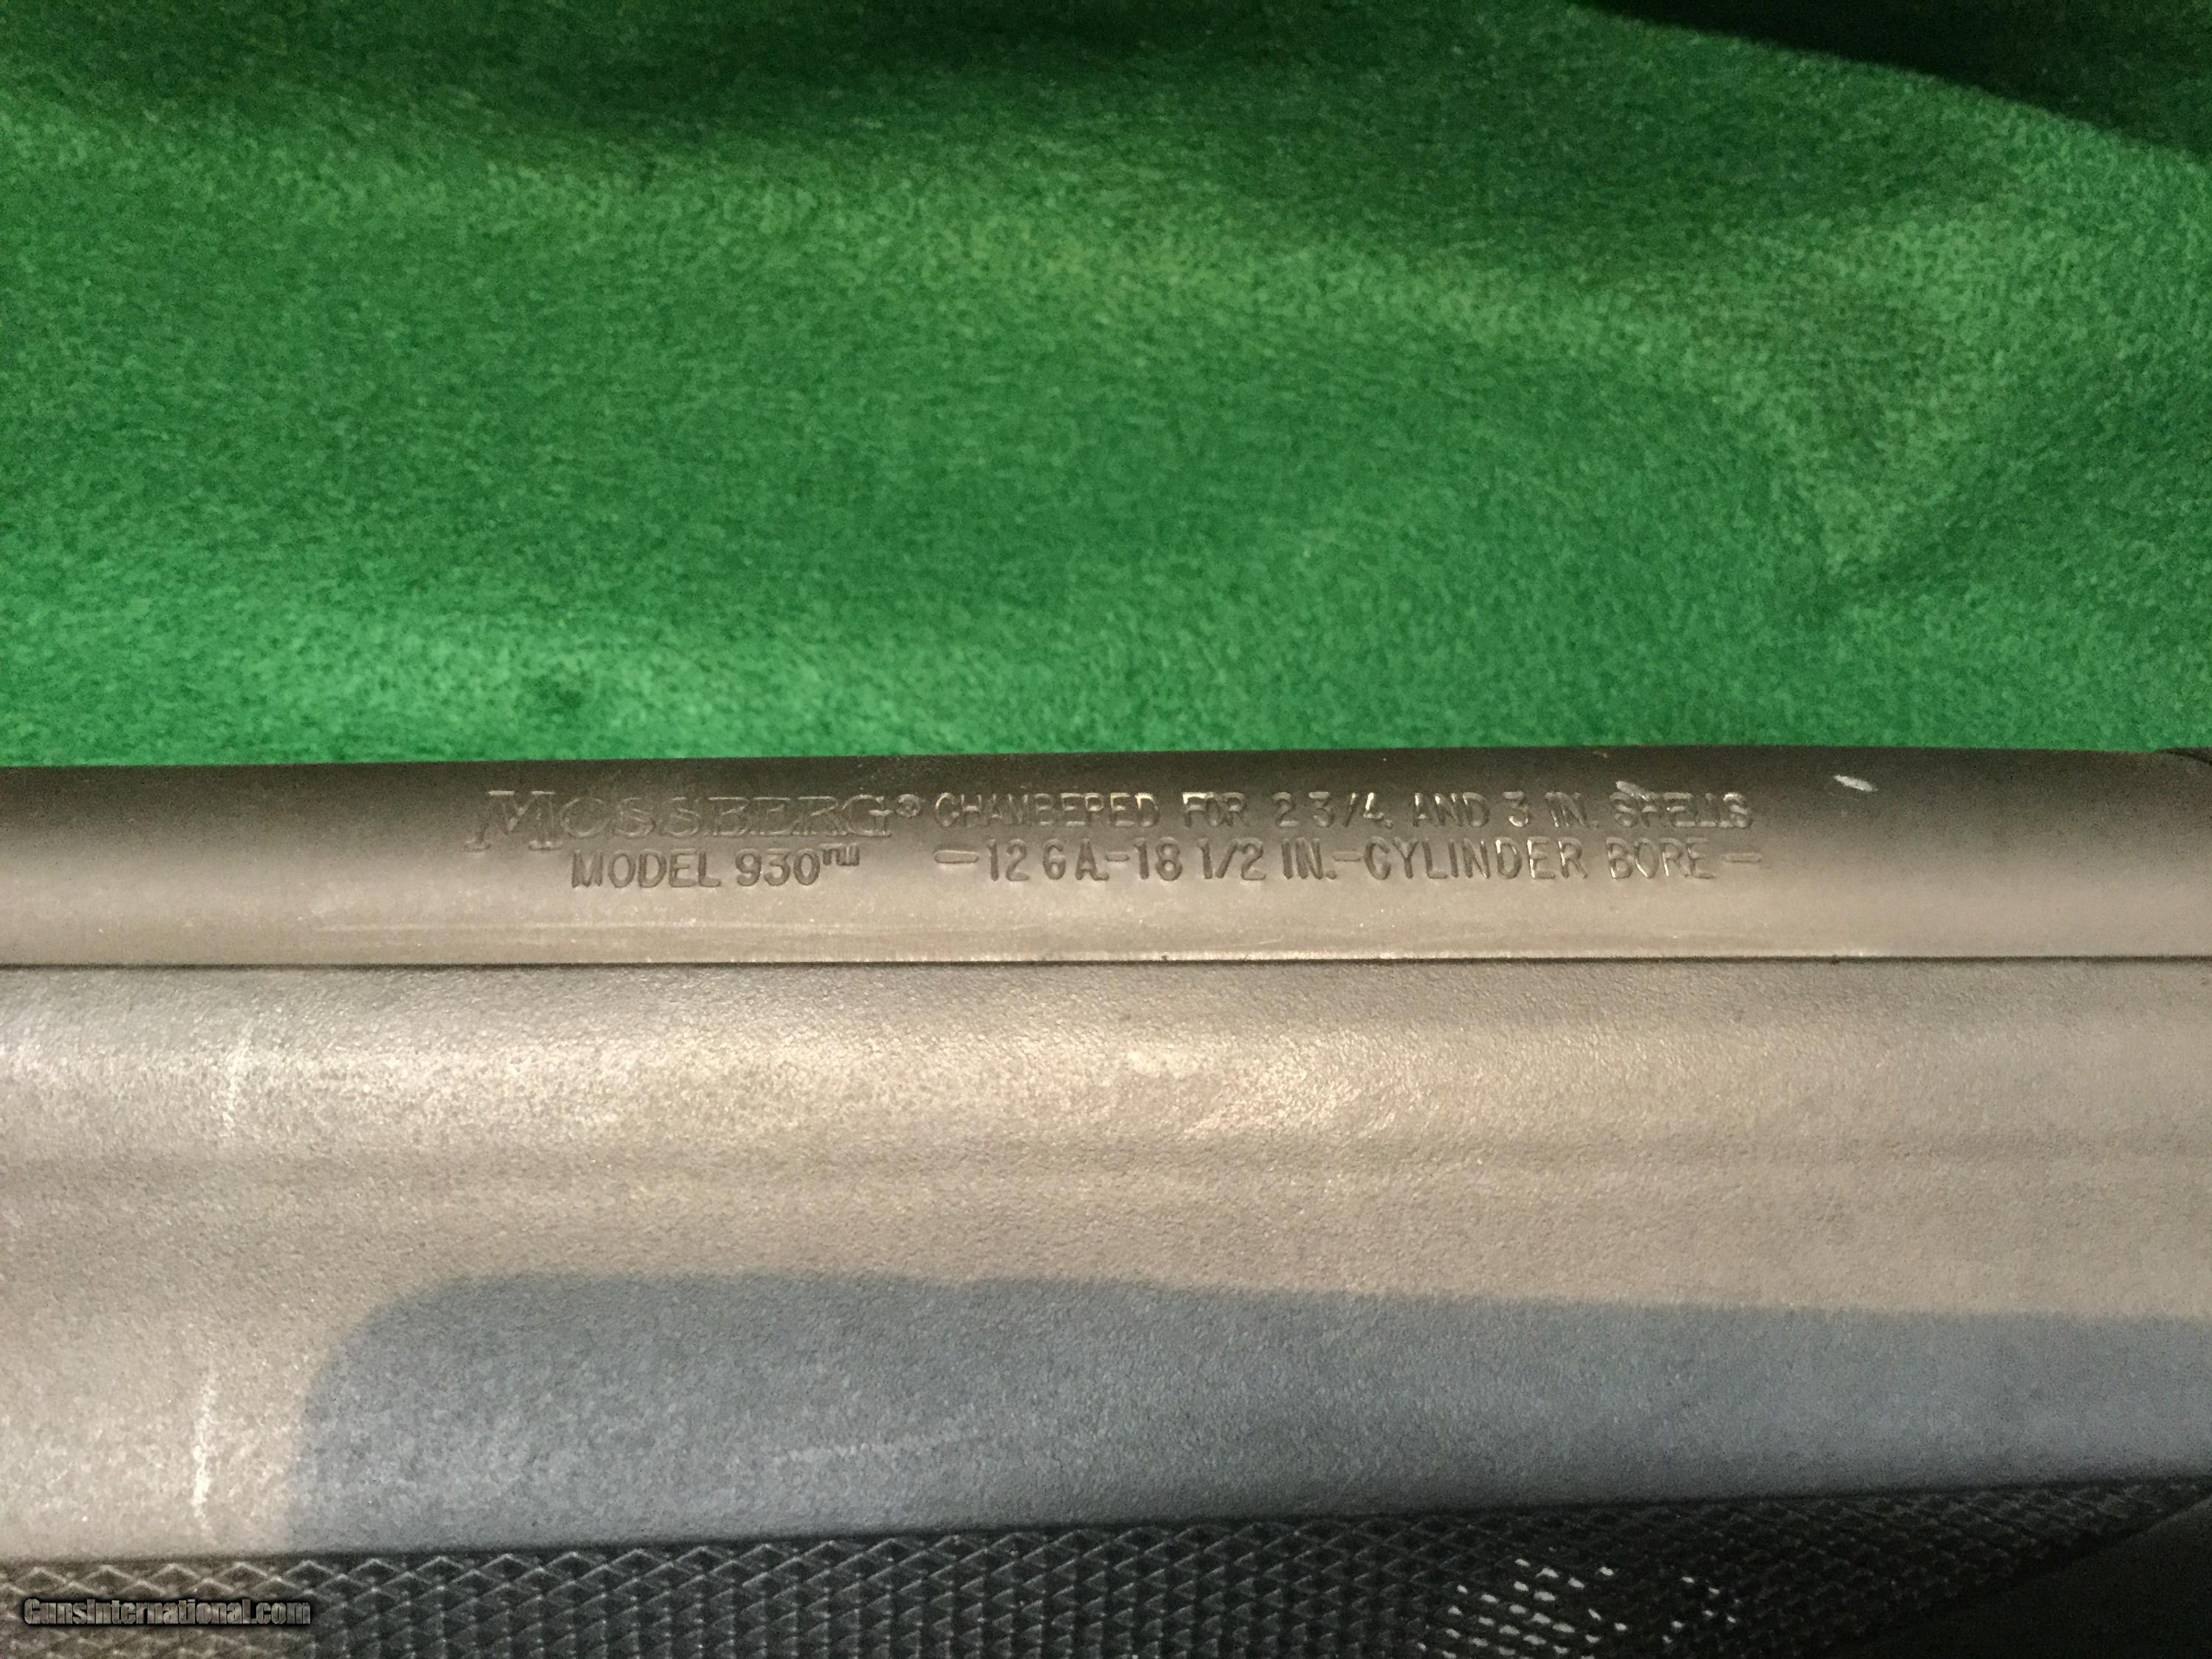 MOSSBERG® CHAMBERED FOR 2 3/4 AND 3 IN. SHELLS
MODEL 930™ -12 GA.-18 1/2 IN.-CYLINDER BORE-
GunsInternational.com